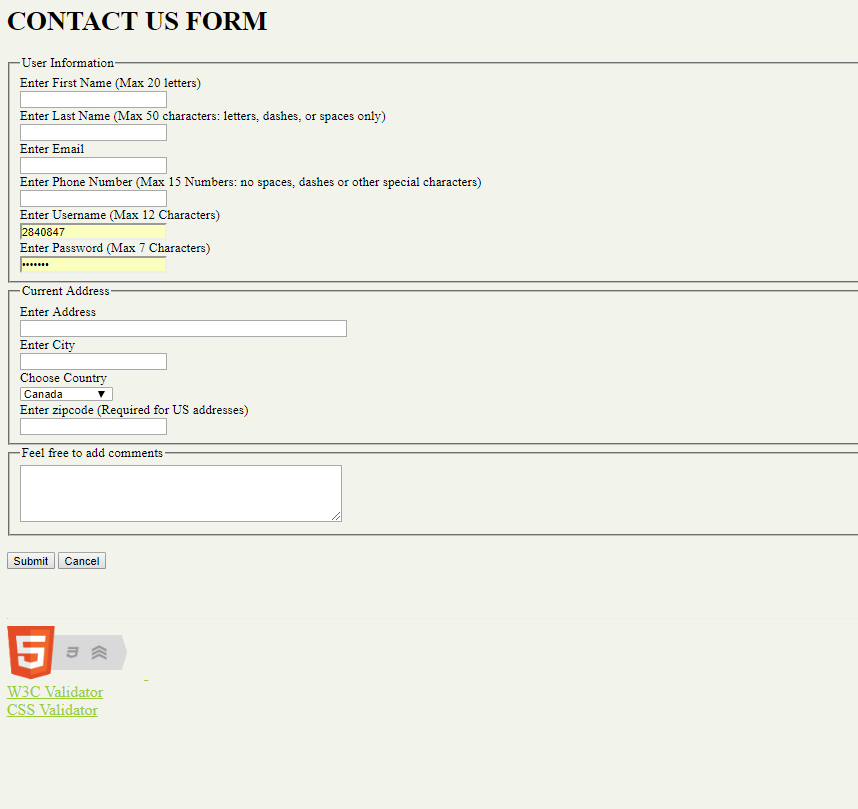 CONTACT US FORM
User Information
Enter First Name (Max 20 letters)
Enter Last Name (Max 50 characters: letters, dashes, or spaces only)
Enter Email
Enter Phone Number (Max 15 Numbers: no spaces, dashes or other special characters)
Enter Username (Max 12 Characters)
2840847
Enter Password (Max 7 Characters)
•••••••
Current Address
Enter Address
Enter City
Choose Country
Canada
Enter zipcode (Required for US addresses)
Feel free to add comments
Submit Cancel
5 3
W3C Validator
CSS Validator